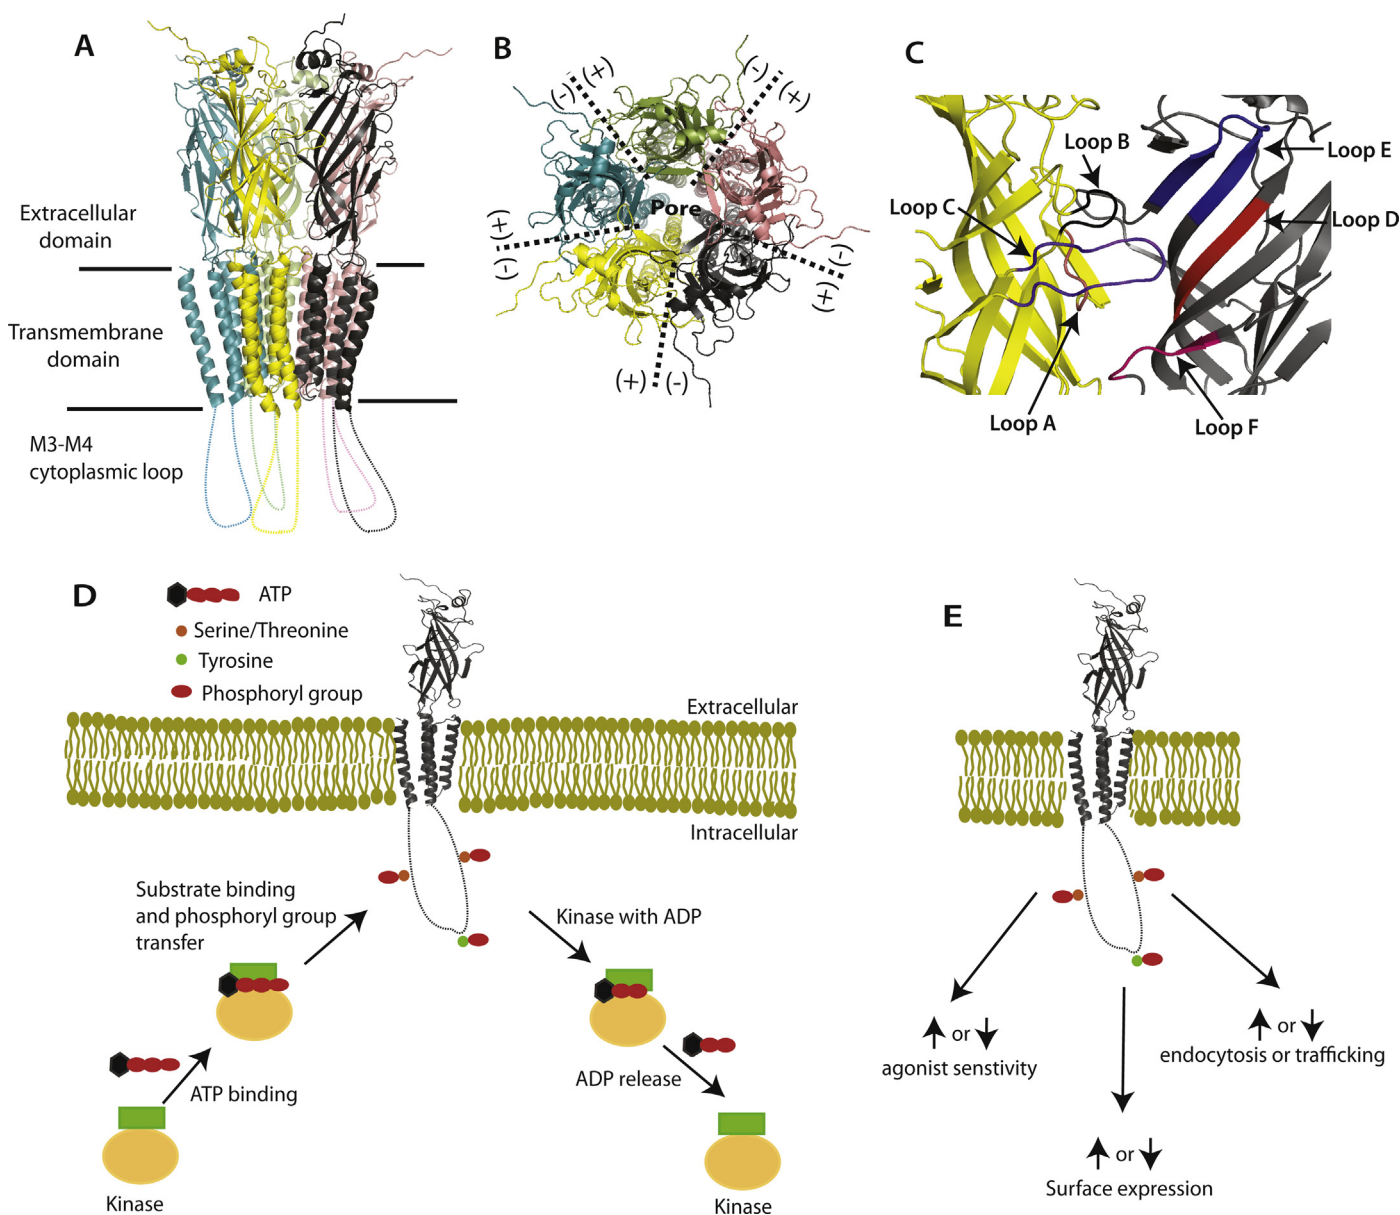 A
Extracellular
domain
Transmembrane
domain
M3-M4
cytoplasmic loop
B
(-)
(+)
(-)
(+)
(+)
(-)
Pore
(-)
(+)
(+)
(-)
C
Loop B
Loop E
Loop C
Loop D
Loop A
Loop F
D
ATP
Serine/Threonine
Tyrosine
Phosphoryl group
Extracellular
Intracellular
Substrate binding
and phosphoryl group
transfer
Kinase with ADP
ATP binding
ADP release
Kinase
Kinase
E
or
agonist senstivity
or
endocytosis or trafficking
or
Surface expression